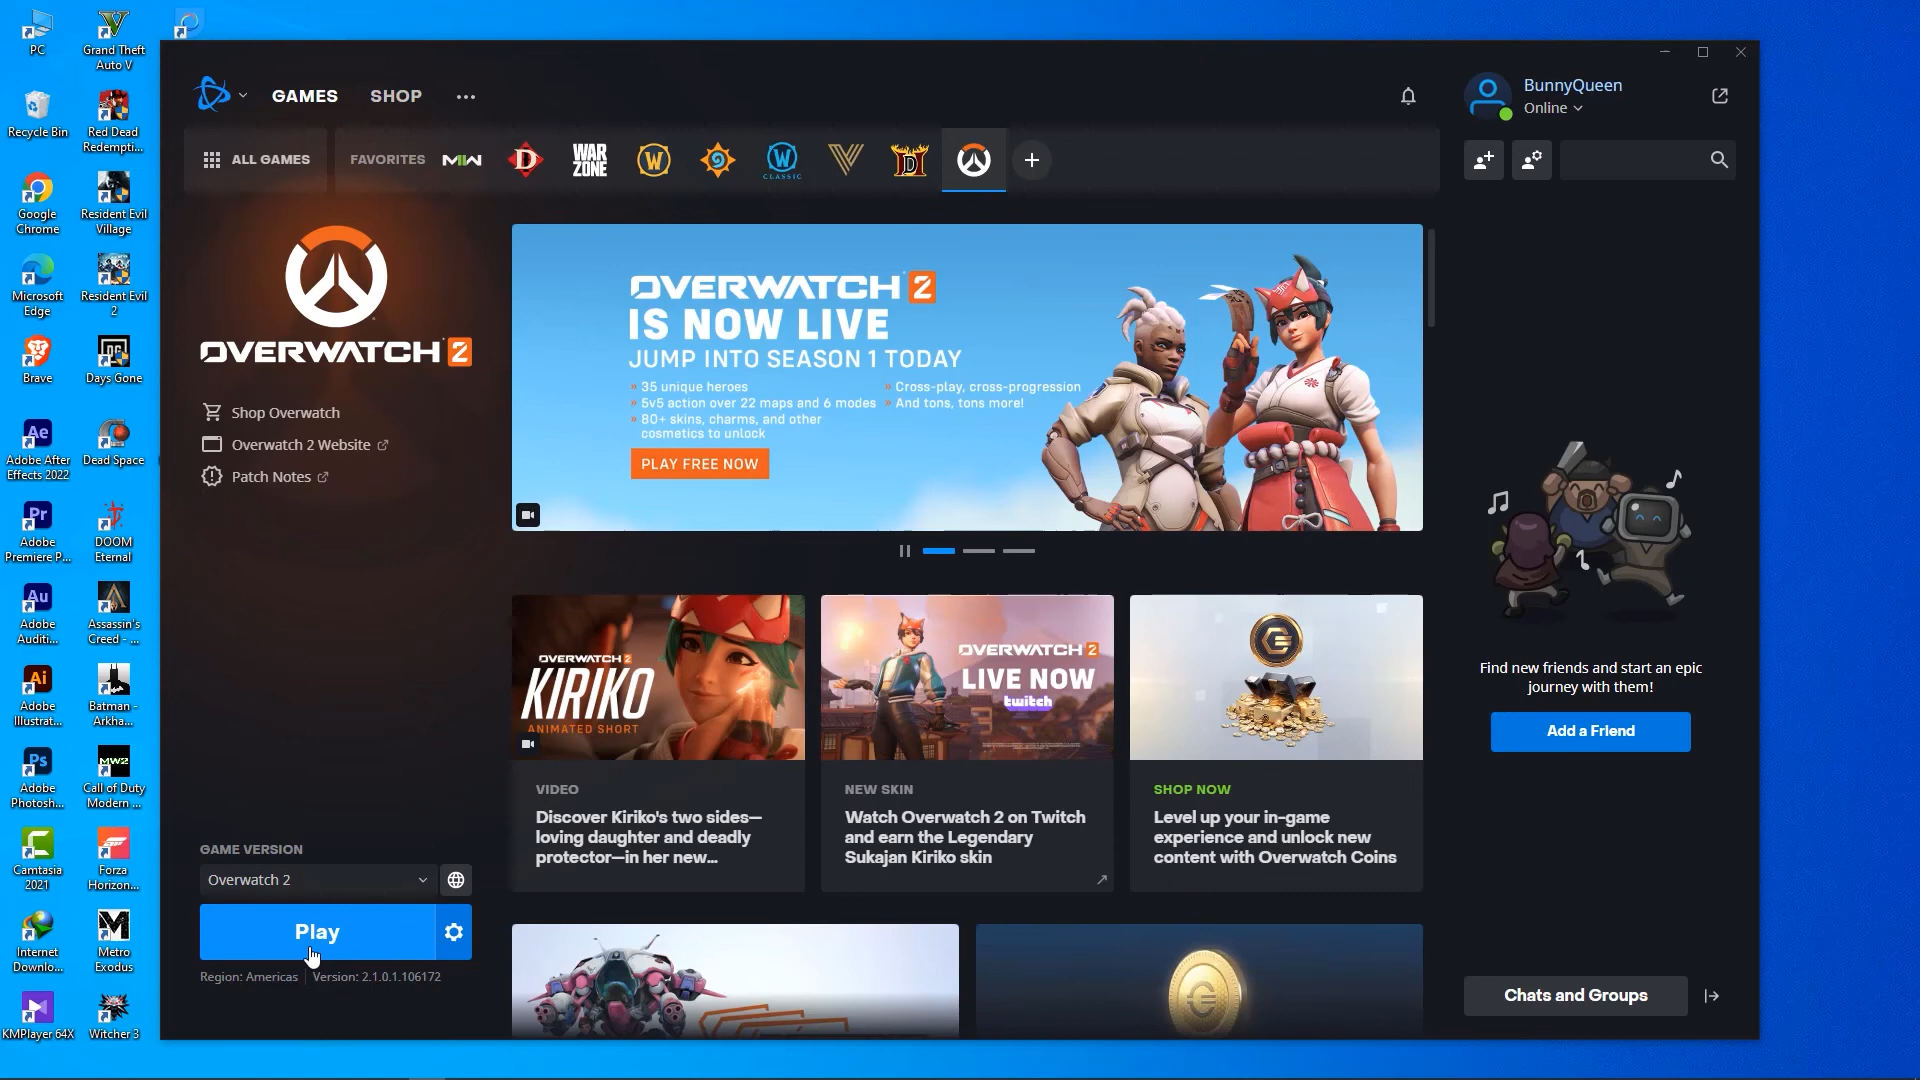 PC
Grand Theft
Auto V
Recycle Bin
Red Dead
Redempti...
Google
Chrome
Resident Evil
Village
Microsoft
Edge
Resident Evil
2
Brave
Days Gone
Ae
Adobe After
Effects 2022
Dead Space
Pr
Adobe
Premiere P...
DOOM
Eternal
Au
Adobe
Auditi...
Assassin's
Creed - ...
Ai
Adobe
Illustrat...
Batman -
Arkha...
Ps
Adobe
Photosh...
MW2
Call of Duty
Modern ...
Camtasia
2021
Forza
Horizon...
Internet
Downlo...
Metro
Exodus
KMPlayer 64X
Witcher 3
GAMES
SHOP
BunnyQueen
Online
ALL GAMES
FAVORITES
MW
D
WAR
ZONE
W
W
CLASSIC
V
D
OVERWATCH 2
Shop Overwatch
Overwatch 2 Website
Patch Notes
OVERWATCH 2
IS NOW LIVE
JUMP INTO SEASON 1 TODAY
» 35 unique heroes
» 5v5 action over 22 maps and 6 modes
» 80+ skins, charms, and other
cosmetics to unlock
» Cross-play, cross-progression
» And tons, tons more!
PLAY FREE NOW
OVERWATCH 2
KIRIKO
ANIMATED SHORT
VIDEO
Discover Kiriko's two sides—
loving daughter and deadly
protector—in her new...
OVERWATCH 2
LIVE NOW
twitch
NEW SKIN
Watch Overwatch 2 on Twitch
and earn the Legendary
Sukajan Kiriko skin
SHOP NOW
Level up your in-game
experience and unlock new
content with Overwatch Coins
Find new friends and start an epic
journey with them!
Add a Friend
GAME VERSION
Overwatch 2
Play
Region: Americas
Version: 2.1.0.1.106172
Chats and Groups